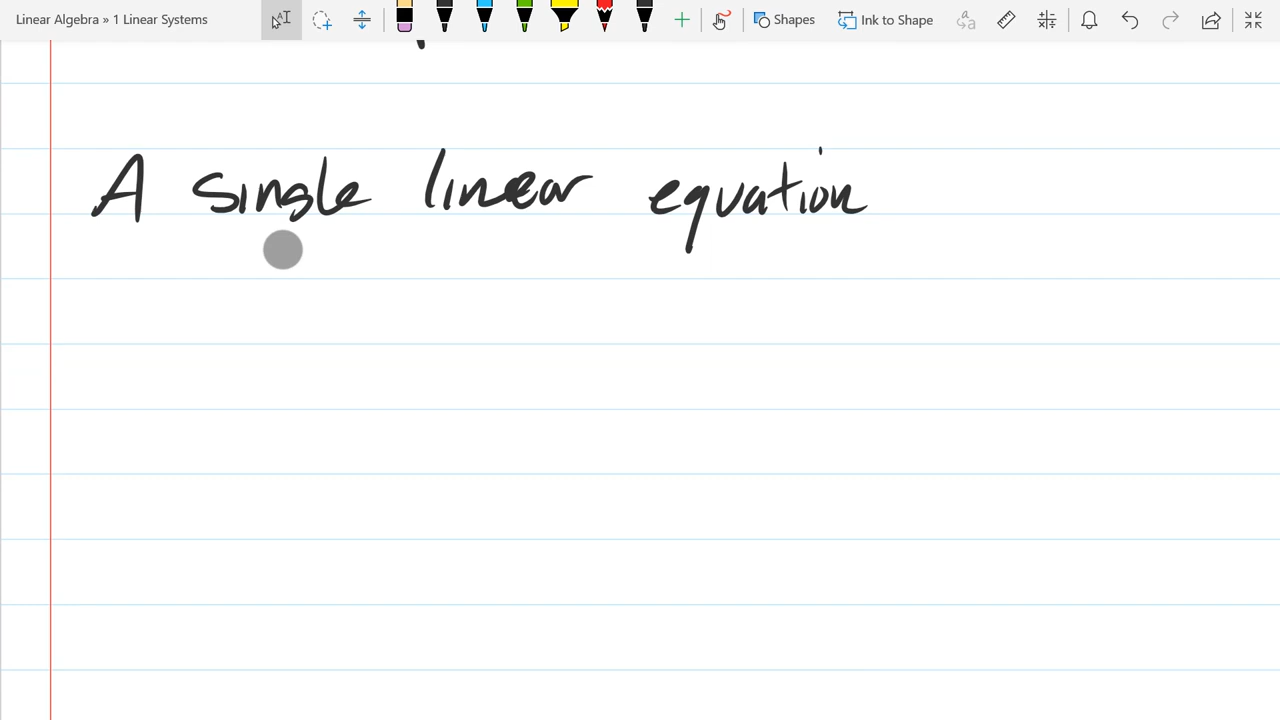 Linear Algebra » 1 Linear Systems
Shapes
Ink to Shape
A single linear equation